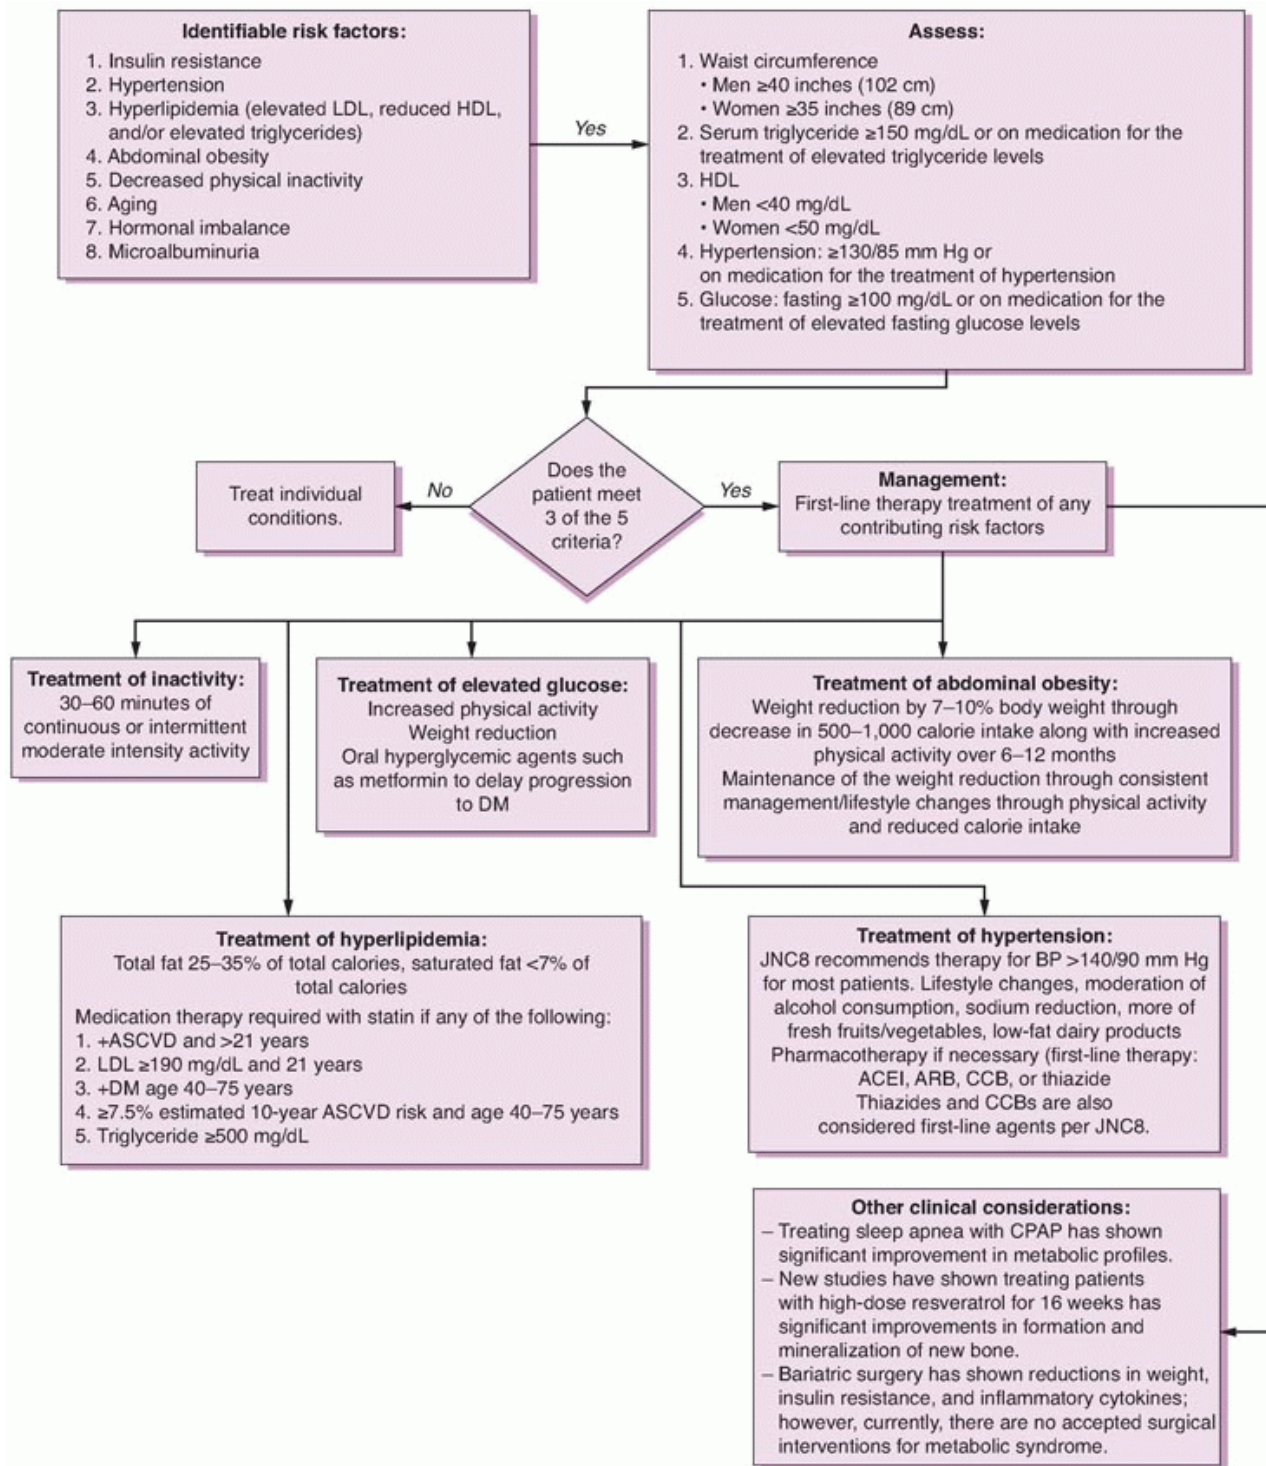 Identifiable risk factors:
1. Insulin resistance
2. Hypertension
3. Hyperlipidemia (elevated LDL, reduced HDL,
and/or elevated triglycerides)
4. Abdominal obesity
5. Decreased physical inactivity
6. Aging
7. Hormonal imbalance
8. Microalbuminuria
Yes
Assess:
1. Waist circumference
• Men ≥40 inches (102 cm)
• Women ≥35 inches (89 cm)
2. Serum triglyceride ≥150 mg/dL or on medication for the
treatment of elevated triglyceride levels
3. HDL
• Men <40 mg/dL
• Women <50 mg/dL
4. Hypertension: ≥130/85 mm Hg or
on medication for the treatment of hypertension
5. Glucose: fasting ≥100 mg/dL or on medication for the
treatment of elevated fasting glucose levels
Does the
patient meet
3 of the 5
criteria?
No
Treat individual
conditions.
Yes
Management:
First-line therapy treatment of any
contributing risk factors
Treatment of inactivity:
30–60 minutes of
continuous or intermittent
moderate intensity activity
Treatment of elevated glucose:
Increased physical activity
Weight reduction
Oral hyperglycemic agents such
as metformin to delay progression
to DM
Treatment of abdominal obesity:
Weight reduction by 7–10% body weight through
decrease in 500–1,000 calorie intake along with increased
physical activity over 6–12 months
Maintenance of the weight reduction through consistent
management/lifestyle changes through physical activity
and reduced calorie intake
Treatment of hyperlipidemia:
Total fat 25–35% of total calories, saturated fat <7% of
total calories
Medication therapy required with statin if any of the following:
1. +ASCVD and >21 years
2. LDL ≥190 mg/dL and 21 years
3. +DM age 40–75 years
4. ≥7.5% estimated 10-year ASCVD risk and age 40–75 years
5. Triglyceride ≥500 mg/dL
Treatment of hypertension:
JNC8 recommends therapy for BP >140/90 mm Hg
for most patients. Lifestyle changes, moderation of
alcohol consumption, sodium reduction, more of
fresh fruits/vegetables, low-fat dairy products
Pharmacotherapy if necessary (first-line therapy:
ACEI, ARB, CCB, or thiazide
Thiazides and CCBs are also
considered first-line agents per JNC8.
Other clinical considerations:
– Treating sleep apnea with CPAP has shown
significant improvement in metabolic profiles.
– New studies have shown treating patients
with high-dose resveratrol for 16 weeks has
significant improvements in formation and
mineralization of new bone.
– Bariatric surgery has shown reductions in weight,
insulin resistance, and inflammatory cytokines;
however, currently, there are no accepted surgical
interventions for metabolic syndrome.